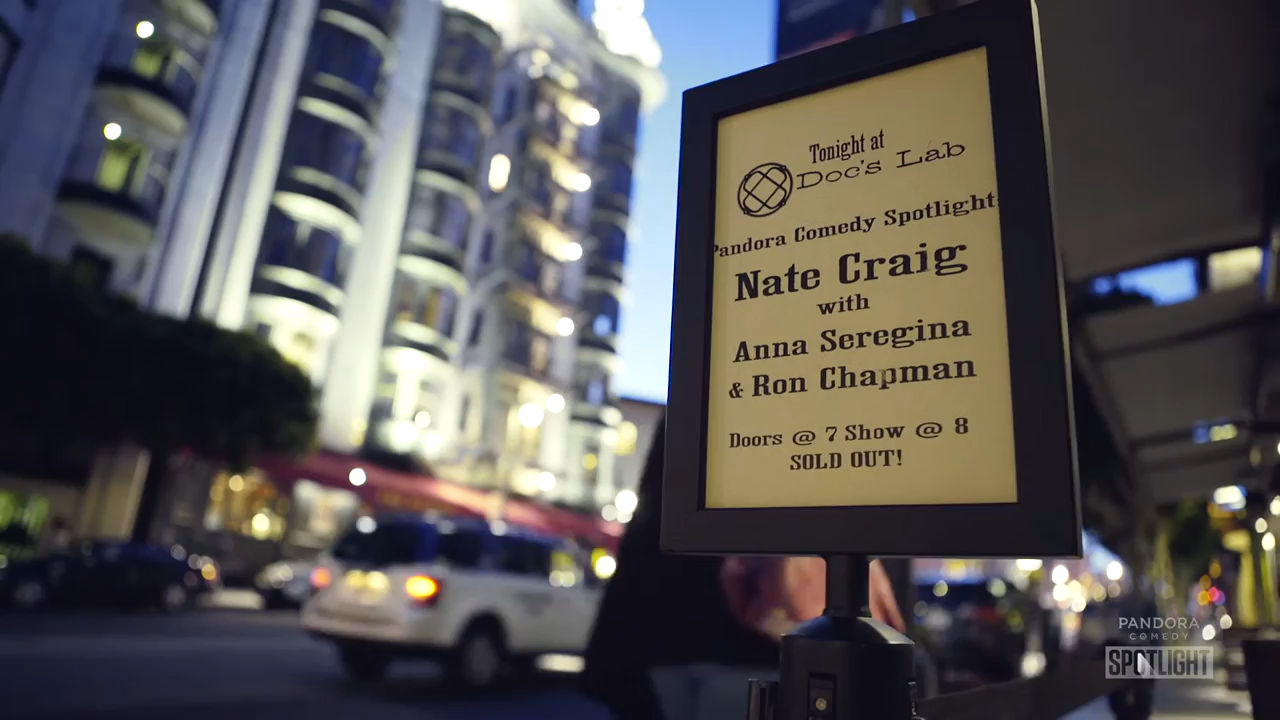 Tonight at
Doc's Lab
Pandora Comedy Spotlight:
Nate Craig
with
Anna Seregina
& Ron Chapman
Doors @ 7 Show @ 8
SOLD OUT!
PANDORA
COMEDY
SPOTLIGHT